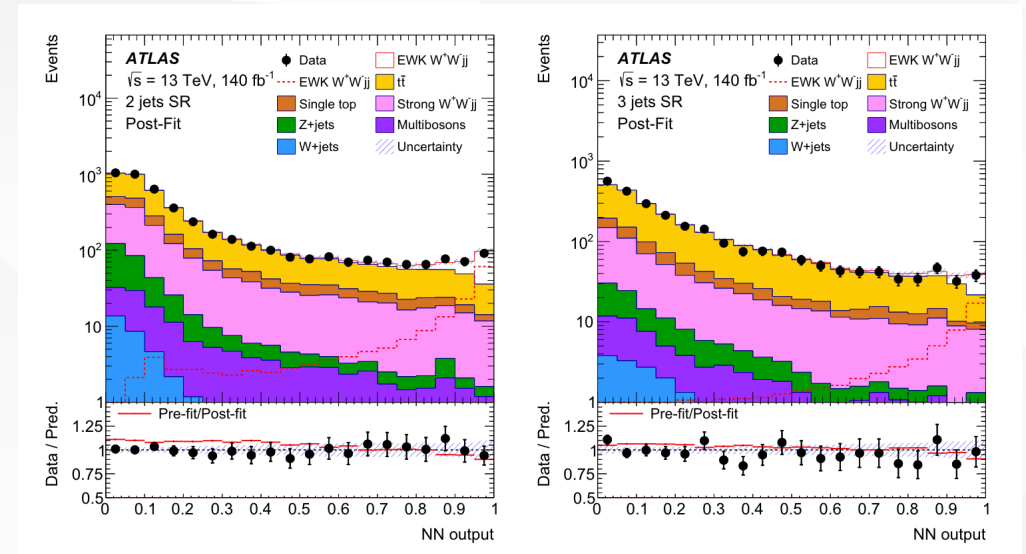 Events
ATLAS
√s = 13 TeV, 140 fb⁻¹
2 jets SR
Post-Fit
Data
EWK W⁺W⁻jj
EWK W⁺W⁻jj
tt̄
Single top
Strong W⁺W⁻jj
Z+jets
Multibosons
W+jets
Uncertainty
10⁴
10³
10²
10
1
Data / Pred.
Pre-fit/Post-fit
1.25
1
0.75
0.5
0 0.1 0.2 0.3 0.4 0.5 0.6 0.7 0.8 0.9 1
NN output
Events
ATLAS
√s = 13 TeV, 140 fb⁻¹
3 jets SR
Post-Fit
Data
EWK W⁺W⁻jj
EWK W⁺W⁻jj
tt̄
Single top
Strong W⁺W⁻jj
Z+jets
Multibosons
W+jets
Uncertainty
10⁴
10³
10²
10
1
Data / Pred.
Pre-fit/Post-fit
1.25
1
0.75
0.5
0 0.1 0.2 0.3 0.4 0.5 0.6 0.7 0.8 0.9 1
NN output